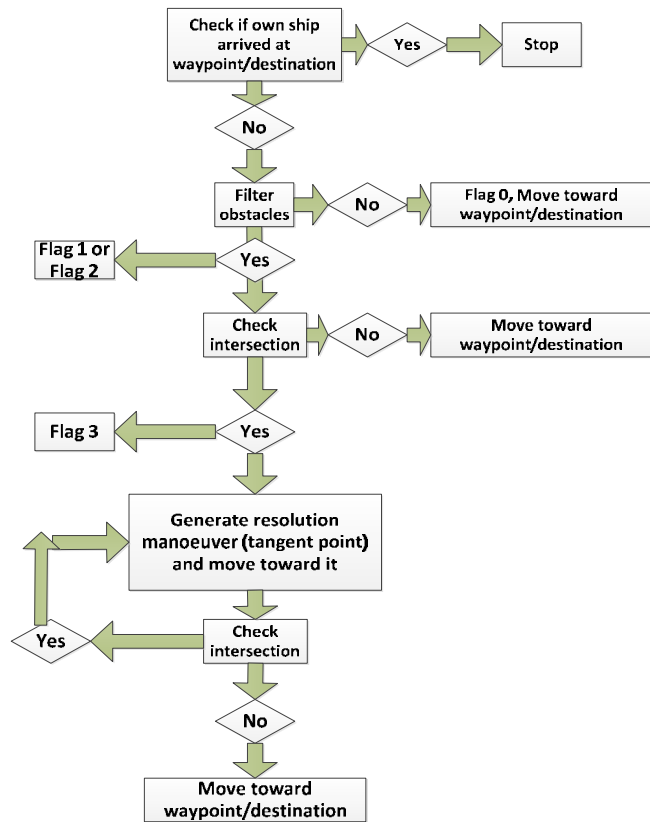 Check if own ship
arrived at
waypoint/destination
Yes
Stop
No
Filter
obstacles
No
Flag 0, Move toward
waypoint/destination
Flag 1 or
Flag 2
Yes
Check
intersection
No
Move toward
waypoint/destination
Flag 3
Yes
Generate resolution
manoeuver (tangent point)
and move toward it
Yes
Check
intersection
No
Move toward
waypoint/destination